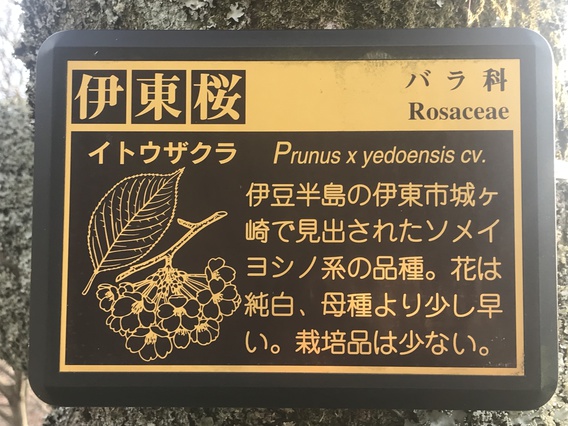 伊東桜
バラ科
Rosaceae
イトウザクラ Prunus x yedoensis cv.
伊豆半島の伊東市城ヶ
崎で見出されたソメイ
ヨシノ系の品種。花は
純白、母種より少し早
い。栽培品は少ない。